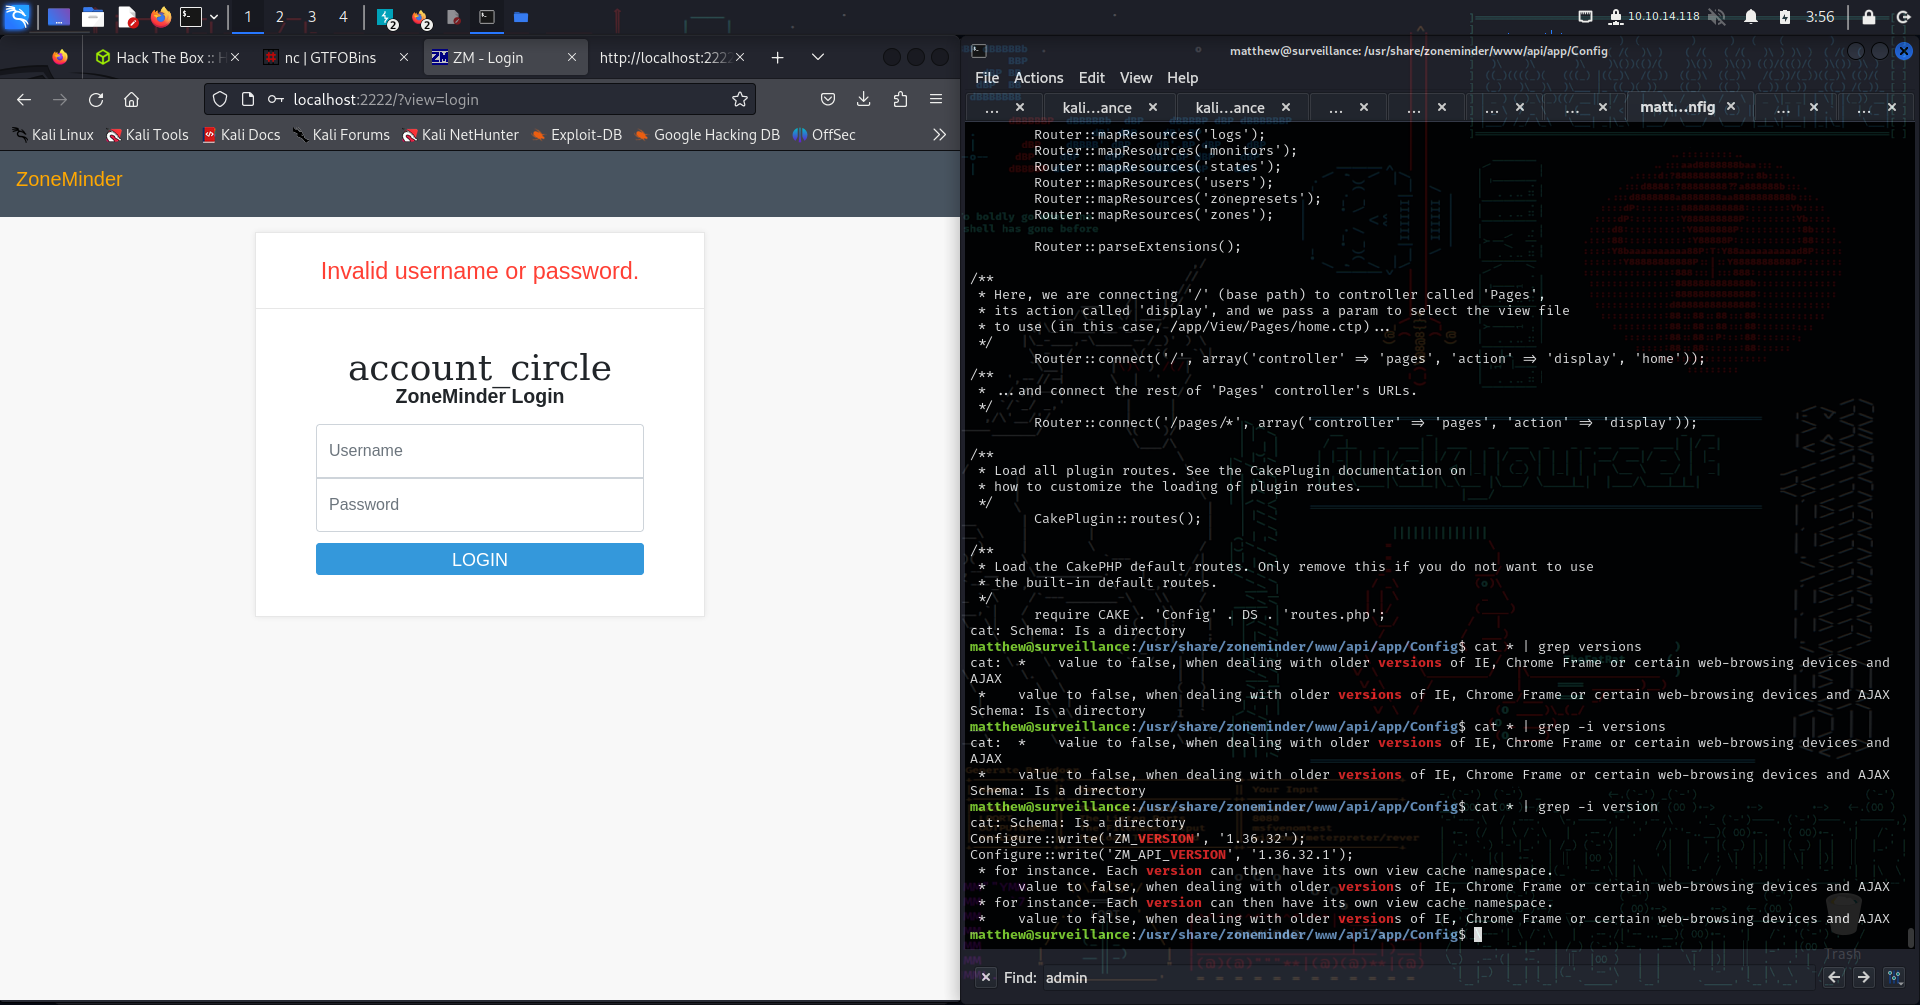 1 2 3 4 2 2 10.10.14.118 3:56
Hack The Box :: H nc | GTFOBins ZM - Login http://localhost:2222
localhost:2222/?view=login
Kali Linux Kali Tools Kali Docs Kali Forums Kali NetHunter Exploit-DB Google Hacking DB OffSec
ZoneMinder
Invalid username or password.
account_circle
ZoneMinder Login
Username
Password
LOGIN
matthew@surveillance: /usr/share/zoneminder/www/api/app/Config
File Actions Edit View Help
... kali...ance kali...ance ... ... ... ... matt...nfig ... ...
Router::mapResources('logs');
Router::mapResources('monitors');
Router::mapResources('states');
Router::mapResources('users');
Router::mapResources('zonepresets');
Router::mapResources('zones');
Router::parseExtensions();
/**
* Here, we are connecting '/' (base path) to controller called 'Pages',
* its action called 'display', and we pass a param to select the view file
* to use (in this case, /app/View/Pages/home.ctp)...
*/
Router::connect('/', array('controller' => 'pages', 'action' => 'display', 'home'));
/**
* ...and connect the rest of 'Pages' controller's URLs.
*/
Router::connect('/pages/*', array('controller' => 'pages', 'action' => 'display'));
/**
* Load all plugin routes. See the CakePlugin documentation on
* how to customize the loading of plugin routes.
*/
CakePlugin::routes();
/**
* Load the CakePHP default routes. Only remove this if you do not want to use
* the built-in default routes.
*/
require CAKE . 'Config' . DS . 'routes.php';
cat: Schema: Is a directory
matthew@surveillance:/usr/share/zoneminder/www/api/app/Config$ cat * | grep versions
cat:  *    value to false, when dealing with older versions of IE, Chrome Frame or certain web-browsing devices and
AJAX
*    value to false, when dealing with older versions of IE, Chrome Frame or certain web-browsing devices and AJAX
Schema: Is a directory
matthew@surveillance:/usr/share/zoneminder/www/api/app/Config$ cat * | grep -i versions
cat:  *    value to false, when dealing with older versions of IE, Chrome Frame or certain web-browsing devices and
AJAX
*    value to false, when dealing with older versions of IE, Chrome Frame or certain web-browsing devices and AJAX
Schema: Is a directory
matthew@surveillance:/usr/share/zoneminder/www/api/app/Config$ cat * | grep -i version
cat: Schema: Is a directory
Configure::write('ZM_VERSION', '1.36.32');
Configure::write('ZM_API_VERSION', '1.36.32.1');
* for instance. Each version can then have its own view cache namespace.
*    value to false, when dealing with older versions of IE, Chrome Frame or certain web-browsing devices and AJAX
* for instance. Each version can then have its own view cache namespace.
*    value to false, when dealing with older versions of IE, Chrome Frame or certain web-browsing devices and AJAX
matthew@surveillance:/usr/share/zoneminder/www/api/app/Config$
Trash
Find: admin